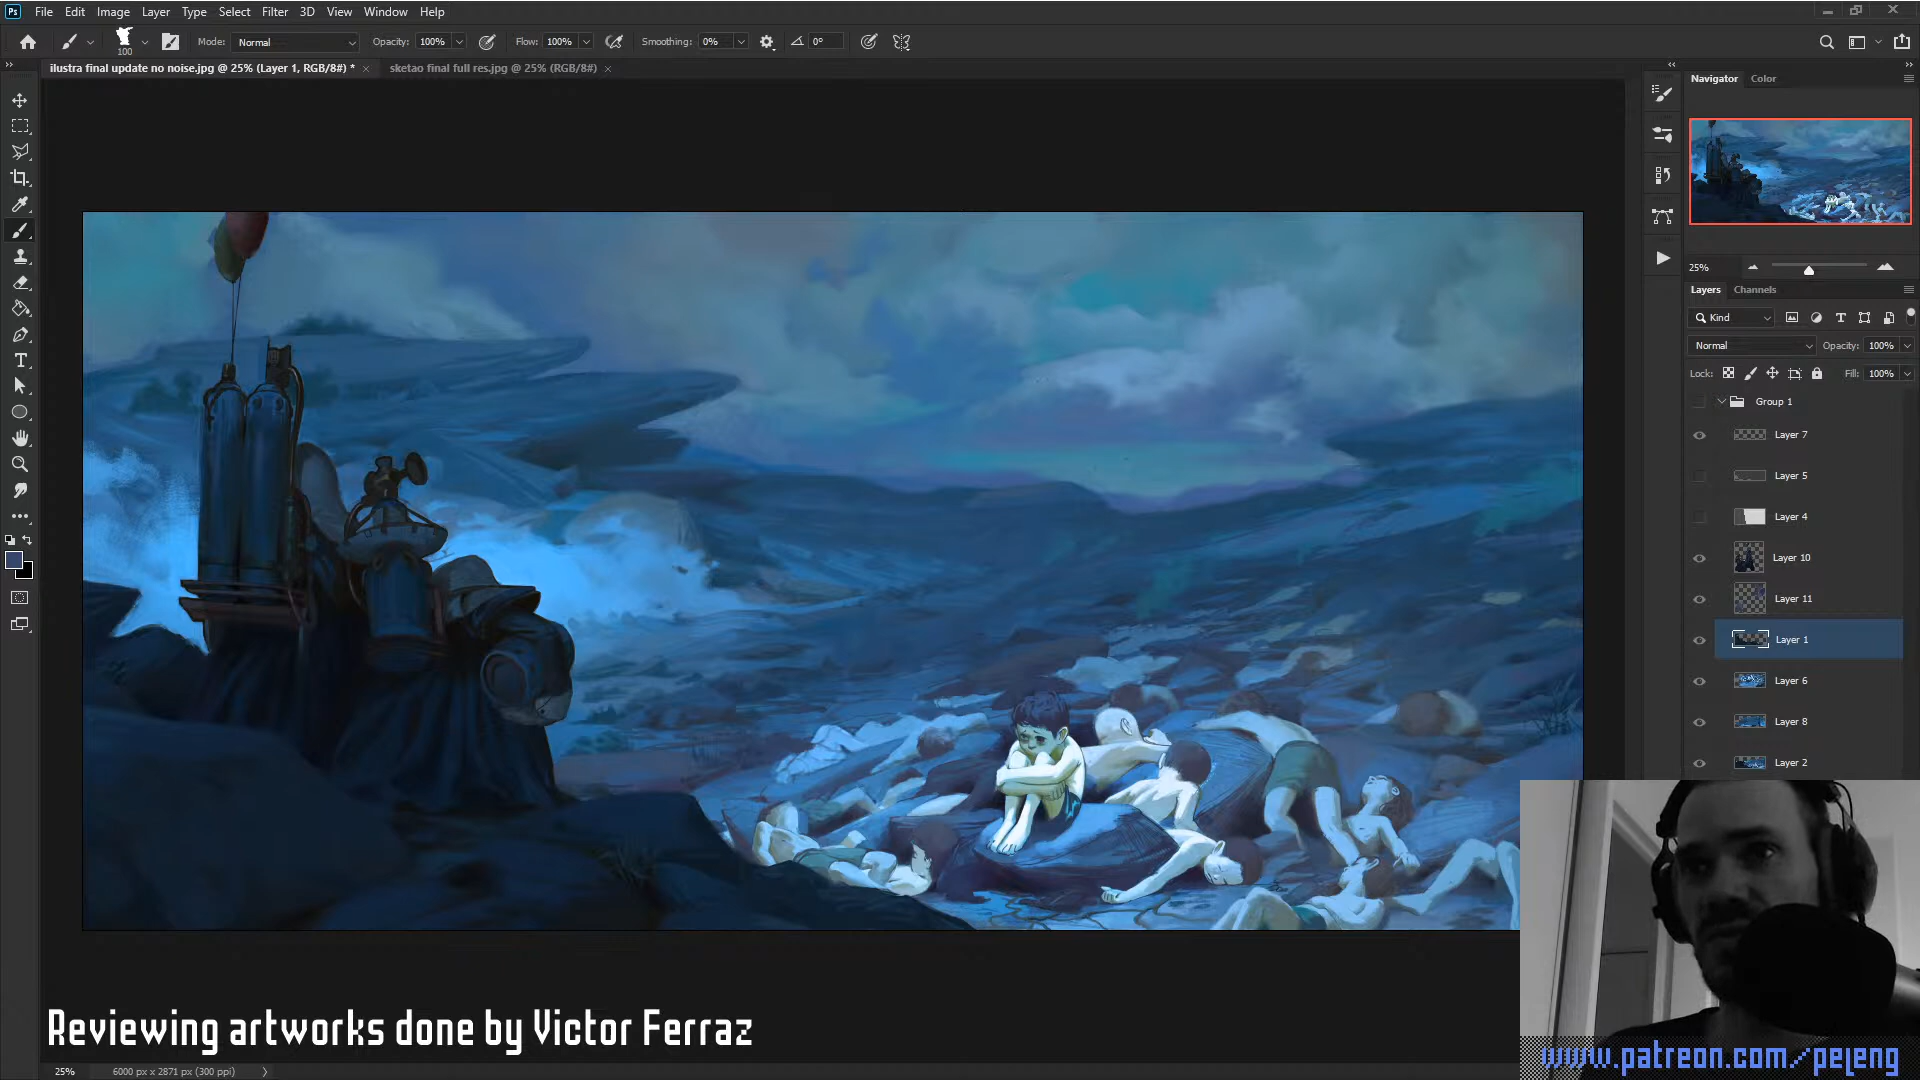 Ps File Edit Image Layer Type Select Filter 3D View Window Help
100 Mode: Normal Opacity: 100% Flow: 100% Smoothing: 0% 0°
ilustra final update no noise.jpg @ 25% (Layer 1, RGB/8#) * sketao final full res.jpg @ 25% (RGB/8#)
Navigator Color
25%
Layers Channels
Kind
Normal Opacity: 100%
Lock: Fill: 100%
Group 1
Layer 7
Layer 5
Layer 4
Layer 10
Layer 11
Layer 1
Layer 6
Layer 8
Layer 2
Reviewing artworks done by Victor Ferraz
www.patreon.com/peleng
25% 6000 px x 2871 px (300 ppi)